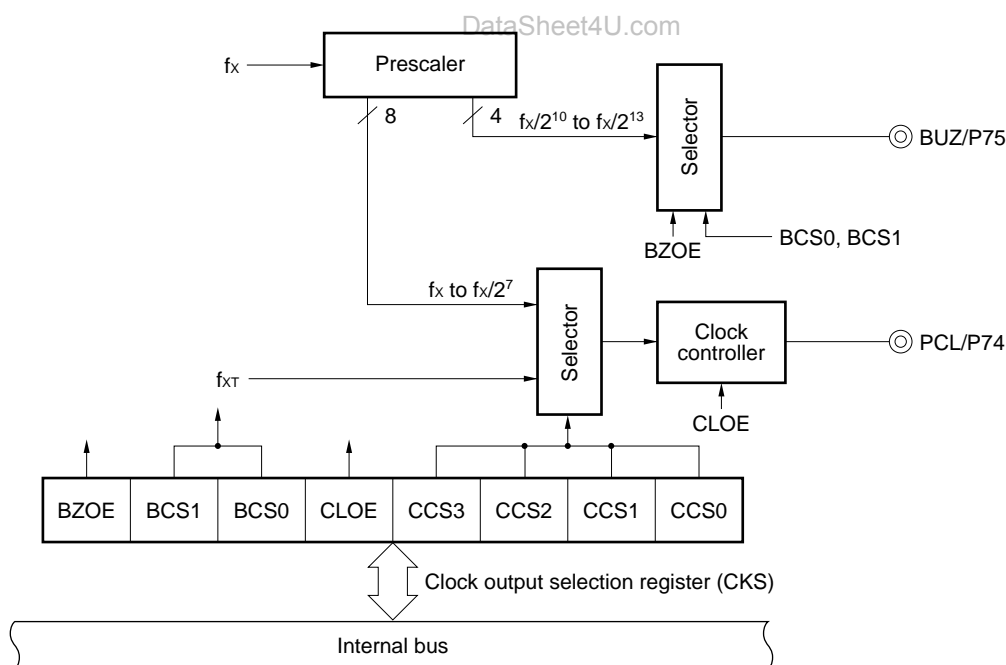 DataSheet4U.com
fX
Prescaler
8
4
fX/2^10 to fX/2^13
Selector
BUZ/P75
BZOE
BCS0, BCS1
fX to fX/2^7
Selector
Clock
controller
PCL/P74
fXT
CLOE
BZOE BCS1 BCS0 CLOE CCS3 CCS2 CCS1 CCS0
Clock output selection register (CKS)
Internal bus